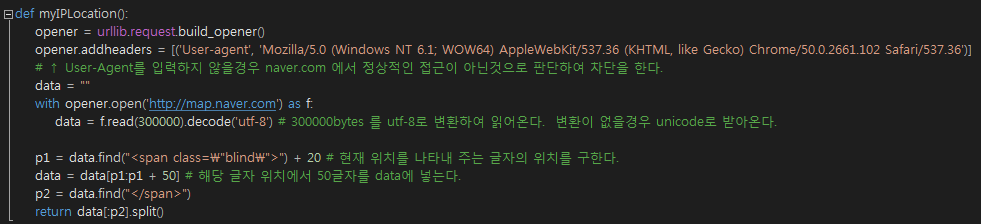 def myIPLocation():
    opener = urllib.request.build_opener()
    opener.addheaders = [('User-agent', 'Mozilla/5.0 (Windows NT 6.1; WOW64) AppleWebKit/537.36 (KHTML, like Gecko) Chrome/50.0.2661.102 Safari/537.36')]
    # ↑ User-Agent를 입력하지 않을경우 naver.com 에서 정상적인 접근이 아닌것으로 판단하여 차단을 한다.
    data = ""
    with opener.open('http://map.naver.com') as f:
        data = f.read(300000).decode('utf-8') # 300000bytes 를 utf-8로 변환하여 읽어온다.  변환이 없을경우 unicode로 받아온다.
    p1 = data.find("<span class=₩"blind₩">") + 20 # 현재 위치를 나타내 주는 글자의 위치를 구한다.
    data = data[p1:p1 + 50] # 해당 글자 위치에서 50글자를 data에 넣는다.
    p2 = data.find("</span>")
    return data[:p2].split()